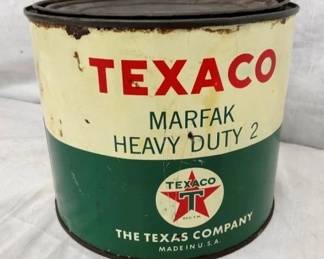 TEXACO
MARFAK
HEAVY DUTY 2
TEXACO
T
THE TEXAS COMPANY
MADE IN U.S.A.